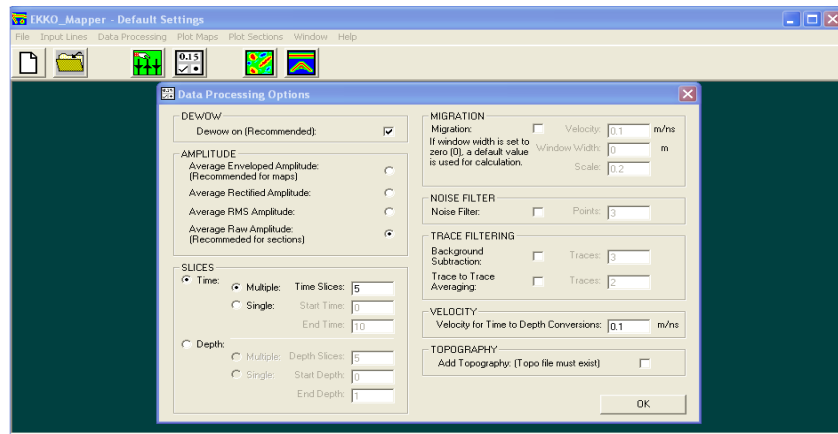 EKKO_Mapper - Default Settings
File Input Lines Data Processing Plot Maps Plot Sections Window Help
0.15
Data Processing Options
DEWOW
Dewow on (Recommended):
AMPLITUDE
Average Enveloped Amplitude:
(Recommended for maps)
Average Rectified Amplitude:
Average RMS Amplitude:
Average Raw Amplitude:
(Recommeded for sections)
SLICES
Time:
Multiple: Time Slices: 5
Single: Start Time: 0
End Time: 10
Depth:
Multiple: Depth Slices: 5
Single: Start Depth: 0
End Depth: 1
MIGRATION
Migration: Velocity: 0.1 m/ns
If window width is set to
zero (0), a default value
is used for calculation.
Window Width: 0 m
Scale: 0.2
NOISE FILTER
Noise Filter: Points: 3
TRACE FILTERING
Background
Subtraction:
Traces: 3
Trace to Trace
Averaging:
Traces: 2
VELOCITY
Velocity for Time to Depth Conversions: 0.1 m/ns
TOPOGRAPHY
Add Topography: (Topo file must exist)
OK